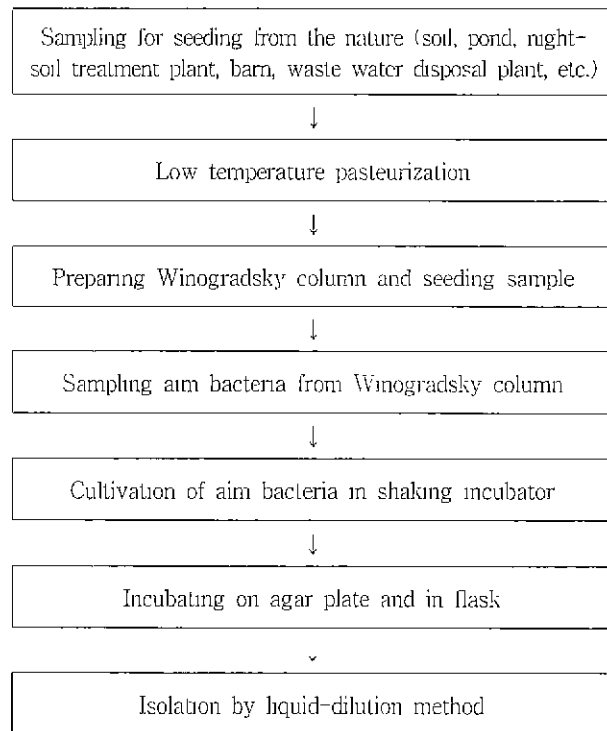 Sampling for seeding from the nature (soil, pond, night-
soil treatment plant, barn, waste water disposal plant, etc.)
↓
Low temperature pasteurization
↓
Preparing Winogradsky column and seeding sample
↓
Sampling aim bacteria from Winogradsky column
↓
Cultivation of aim bacteria in shaking incubator
↓
Incubating on agar plate and in flask
↓
Isolation by liquid-dilution method